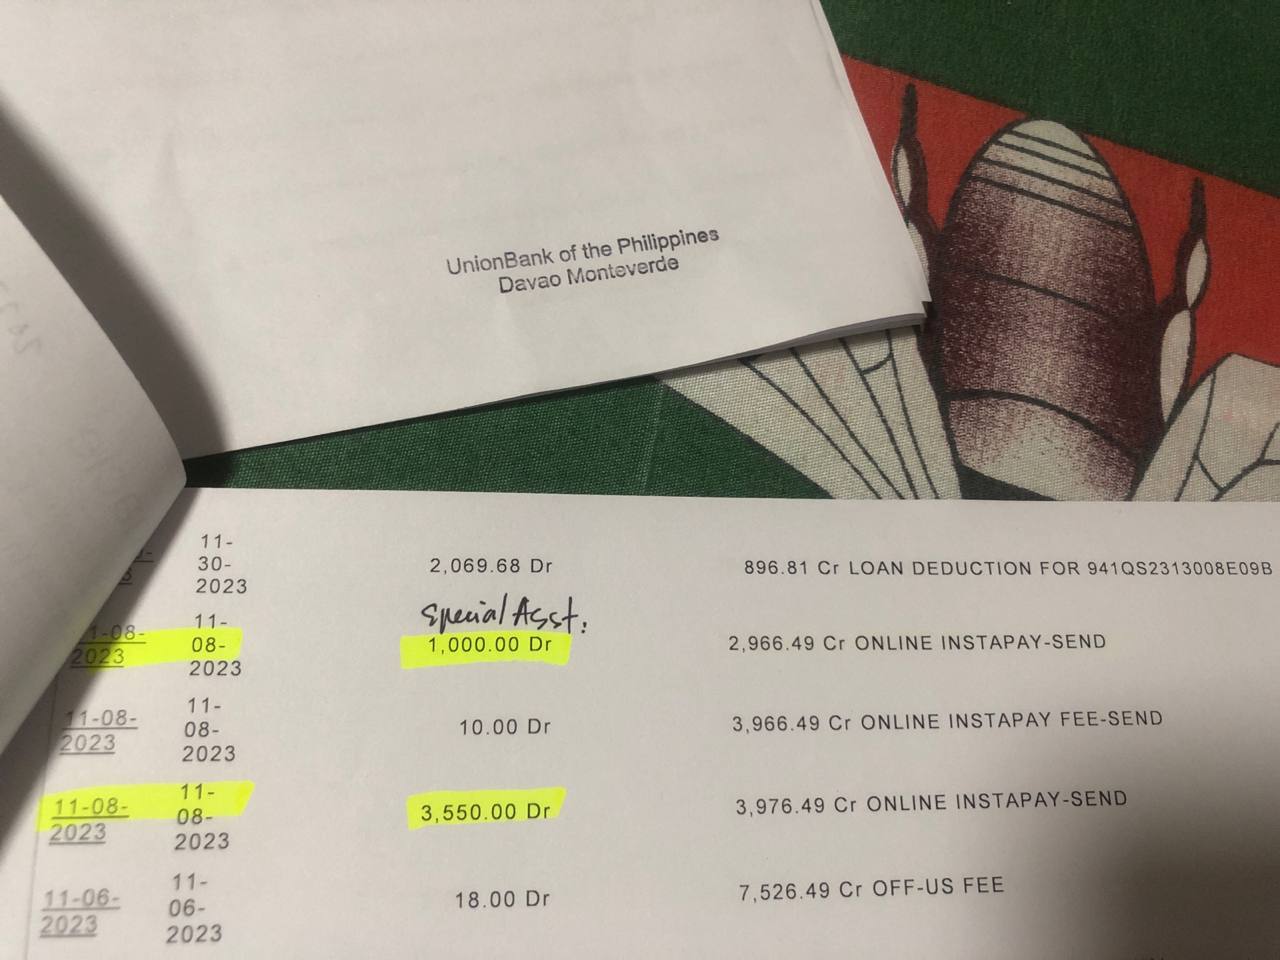 UnionBank of the Philippines
Davao Monteverde
11-
30-
2023
2,069.68 Dr
896.81 Cr LOAN DEDUCTION FOR 941QS2313008E09B
Special Asst.
1-08-
2023
11-
08-
2023
1,000.00 Dr
2,966.49 Cr ONLINE INSTAPAY-SEND
11-08-
2023
11-
08-
2023
10.00 Dr
3,966.49 Cr ONLINE INSTAPAY FEE-SEND
11-08-
2023
11-
08-
2023
3,550.00 Dr
3,976.49 Cr ONLINE INSTAPAY-SEND
11-06-
2023
11-
06-
2023
18.00 Dr
7,526.49 Cr OFF-US FEE